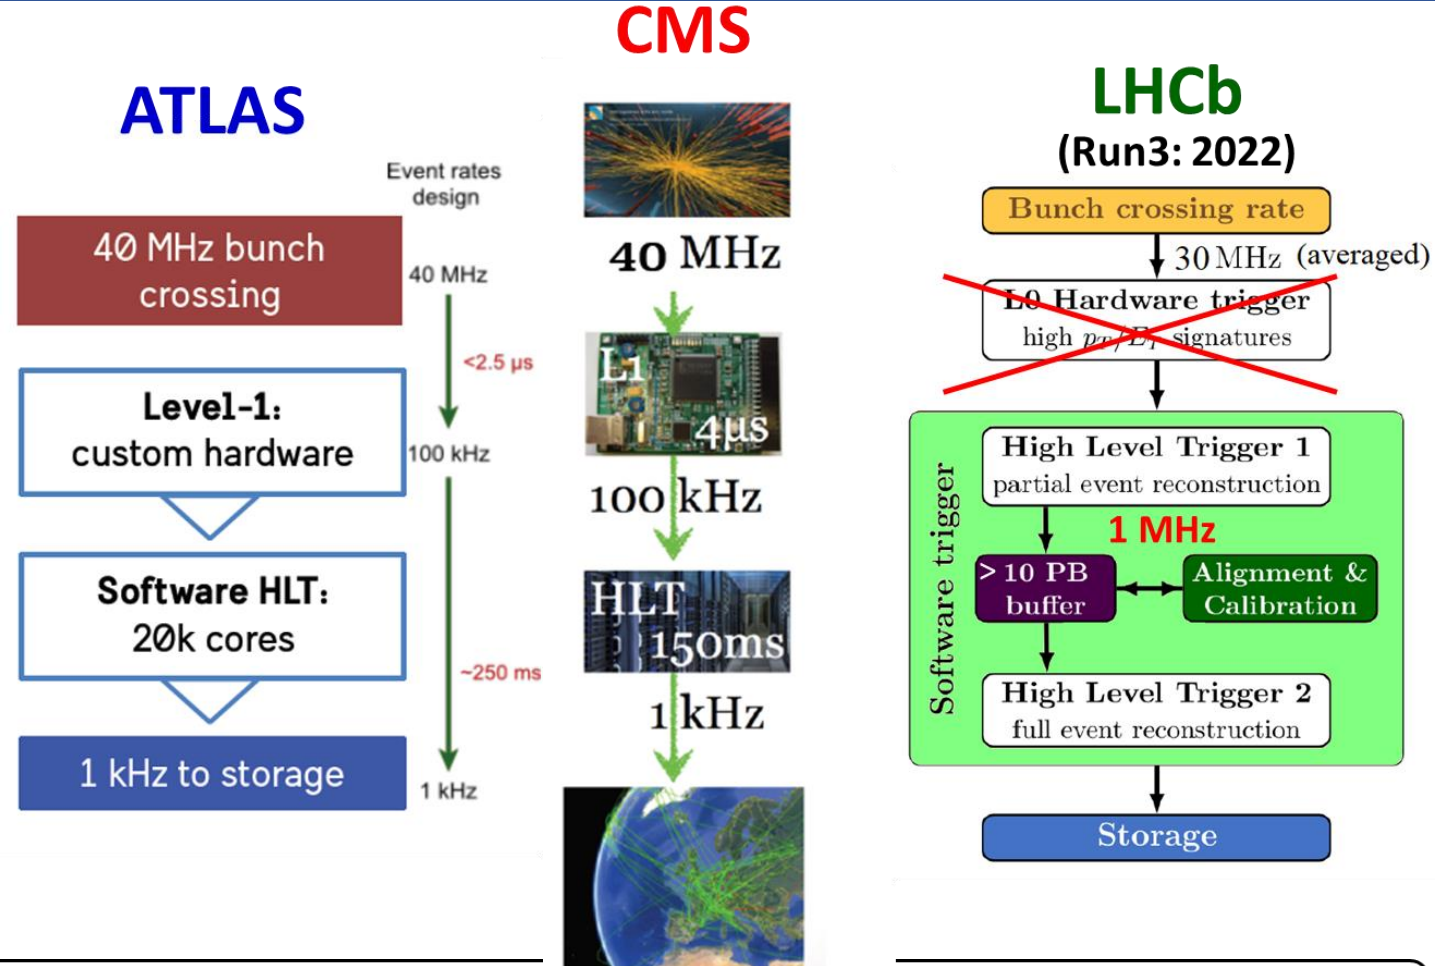 CMS
ATLAS
LHCb
(Run3: 2022)
Event rates
design
40 MHz bunch
crossing
40 MHz
<2.5 µs
Level-1:
custom hardware
100 kHz
Software HLT:
20k cores
~250 ms
1 kHz to storage
1 kHz
40 MHz
L1
4µs
100 kHz
HLT
150ms
1 kHz
Bunch crossing rate
30 MHz (averaged)
L0 Hardware trigger
high pT/ET signatures
Software trigger
High Level Trigger 1
partial event reconstruction
1 MHz
> 10 PB
buffer
Alignment &
Calibration
High Level Trigger 2
full event reconstruction
Storage